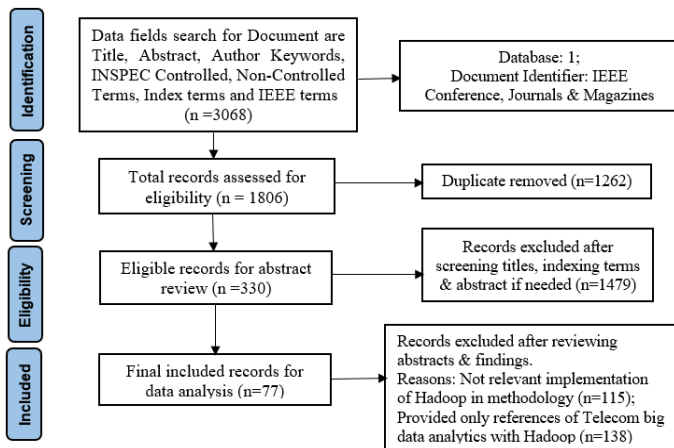 Identification
Data fields search for Document are
Title, Abstract, Author Keywords,
INSPEC Controlled, Non-Controlled
Terms, Index terms and IEEE terms
(n =3068)
Database: 1;
Document Identifier: IEEE
Conference, Journals & Magazines
Screening
Total records assessed for
eligibility (n = 1806)
Duplicate removed (n=1262)
Eligibility
Eligible records for abstract
review (n =330)
Records excluded after
screening titles, indexing terms
& abstract if needed (n=1479)
Included
Final included records for
data analysis (n=77)
Records excluded after reviewing
abstracts & findings.
Reasons: Not relevant implementation
of Hadoop in methodology (n=115);
Provided only references of Telecom big
data analytics with Hadoop (n=138)